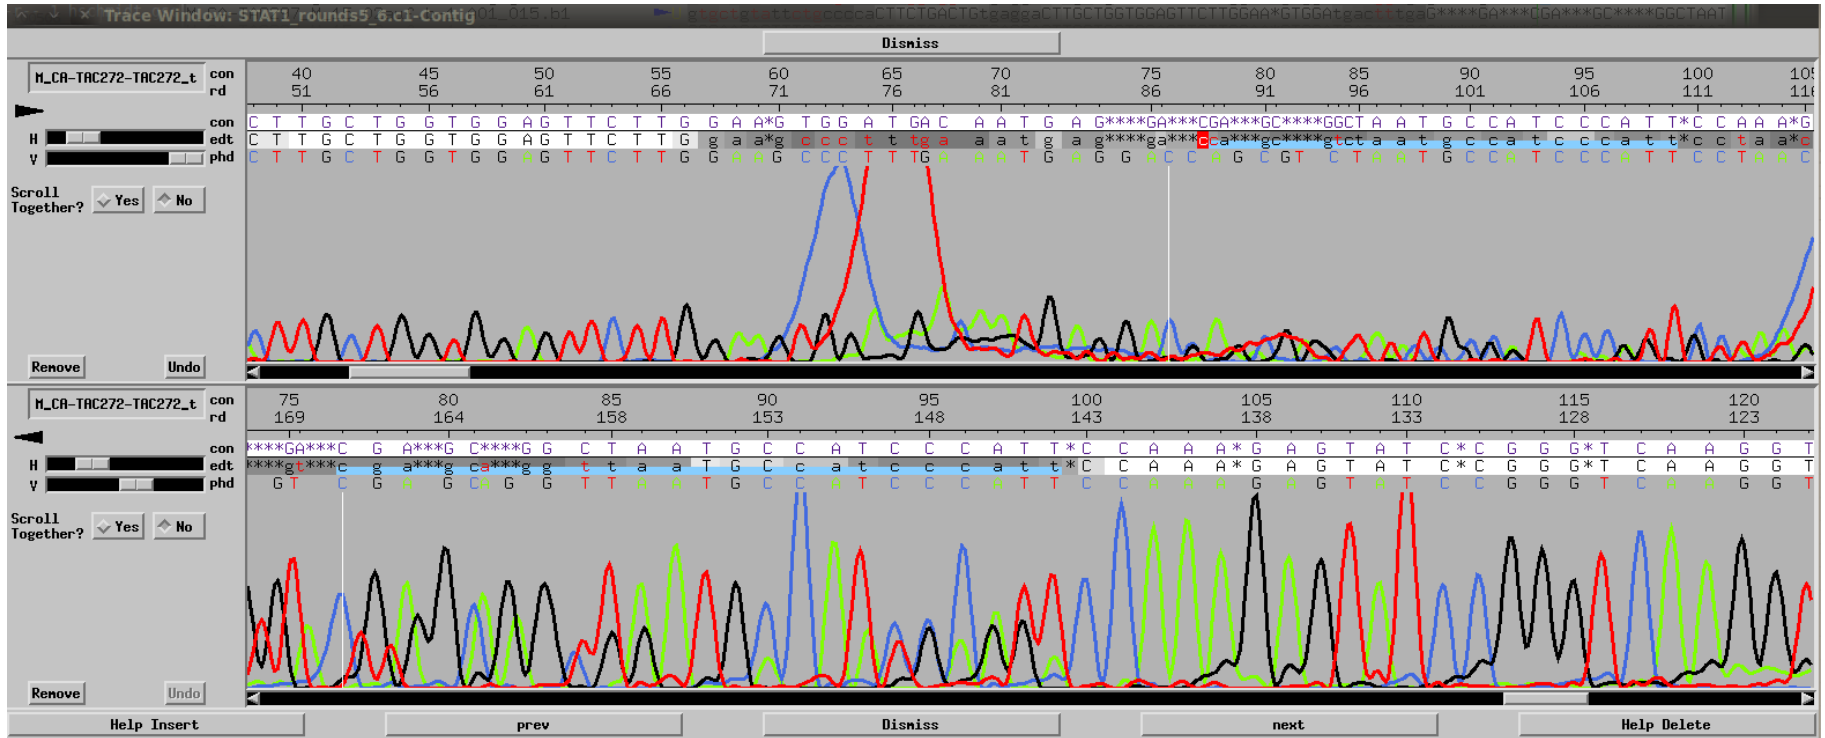 Trace Window: STAT1_rounds5_6.c1-Contig
Dismiss
M_CA-TAC272-TAC272_t
con 40 45 50 55 60 65 70 75 80 85 90 95 100 105
rd 51 56 61 66 71 76 81 86 91 96 101 106 111 116
con C T T G C T G G T G G A G T T C T T G G A A*G T G G A T G A C A A T G A G****G A***C G A***G C****G G C T A A T G C C A T C C C A T T*C C A A A*G
edt C T T G C T G G T G G A G T T C T T G g a a*g c c c t t t g a a a t g a g****g a***c c a***g c****g t c t a a t g c c a t c c c a t t*c c t a a*c
phd C T T G C T G G T G G A G T T C T T G G A A G C C C T T T G A A A T G A G G A C C A G C G T C T A A T G C C A T C C C A T T C C T A A C
H
V
Scroll Together? Yes No
Remove Undo
M_CA-TAC272-TAC272_t
con 75 80 85 90 95 100 105 110 115 120
rd 169 164 158 153 148 143 138 133 128 123
con ****G A***C G A***G C****G G C T A A T G C C A T C C C A T T*C C A A A*G A G T A T C*C G G G*T C A A G G T
edt ****g t***c g a***g c a***g g t t a a T G C c a t c c c a t t*C C A A A*G A G T A T C*C G G G*T C A A G G T
phd G T C G A G C A G G T T A A T G C C A T C C C A T T C C A A A G A G T A T C C G G G T C A A G G T
H
V
Scroll Together? Yes No
Remove Undo
Help Insert prev Dismiss next Help Delete